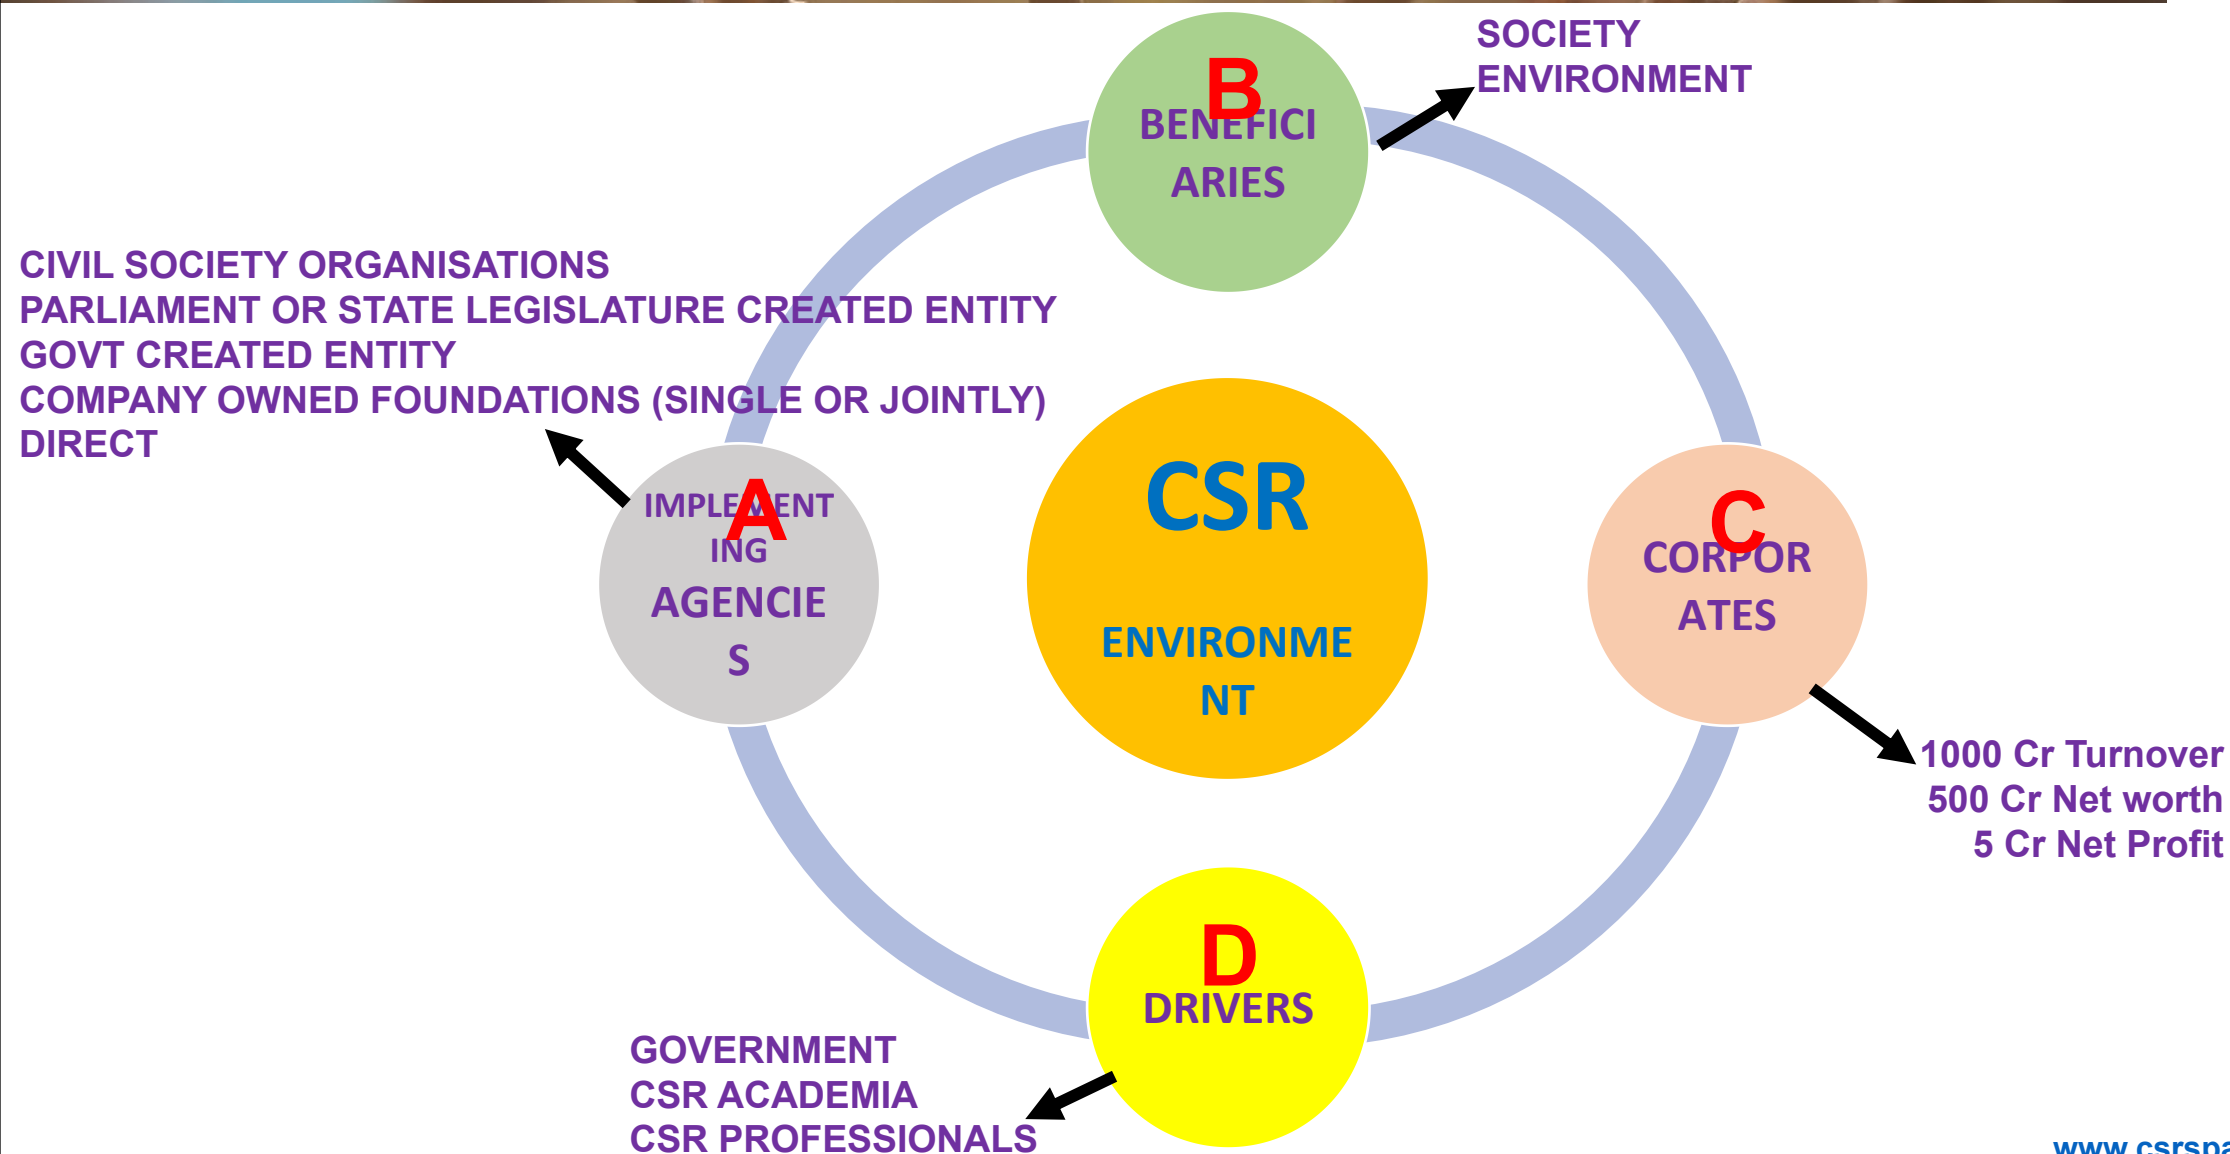 SOCIETY
ENVIRONMENT
B
BENEFICI
ARIES
CIVIL SOCIETY ORGANISATIONS
PARLIAMENT OR STATE LEGISLATURE CREATED ENTITY
GOVT CREATED ENTITY
COMPANY OWNED FOUNDATIONS (SINGLE OR JOINTLY)
DIRECT
A
IMPLEMENT
ING
AGENCIE
S
CSR
ENVIRONME
NT
C
CORPOR
ATES
1000 Cr Turnover
500 Cr Net worth
5 Cr Net Profit
D
DRIVERS
GOVERNMENT
CSR ACADEMIA
CSR PROFESSIONALS
www.csrspa